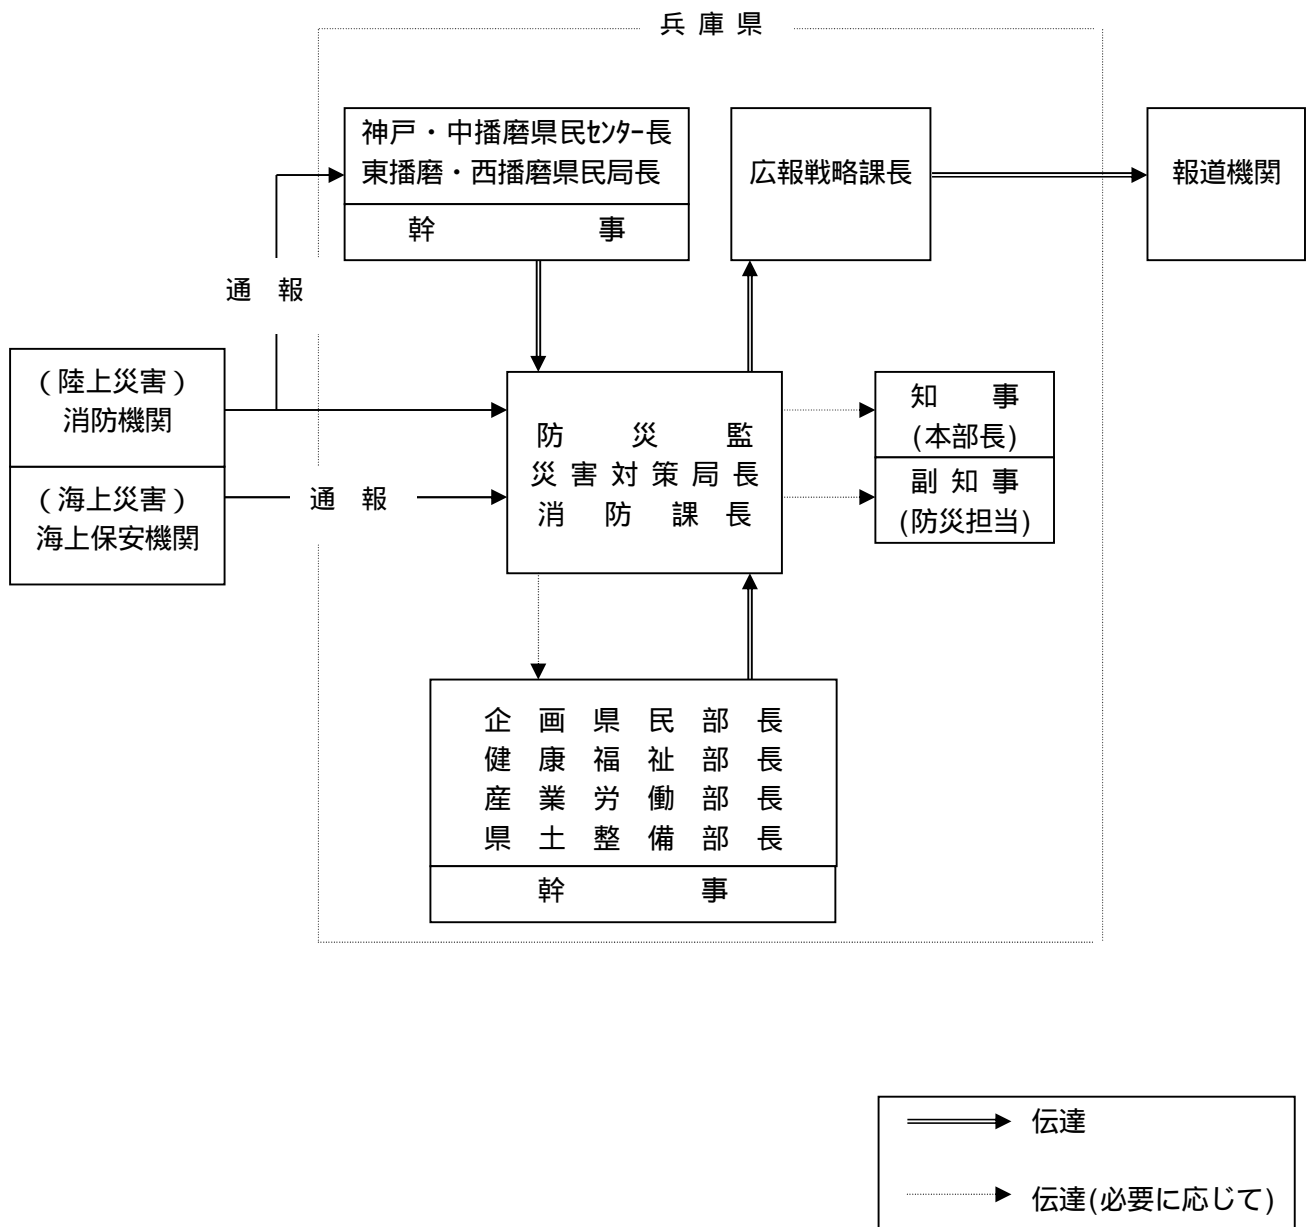 兵庫県
神戸・中播磨県民ｾﾝﾀｰ長
東播磨・西播磨県民局長
幹事
広報戦略課長
報道機関
通報
(陸上災害)
消防機関
(海上災害)
海上保安機関
通報
防災監
災害対策局長
消防課長
知事
(本部長)
副知事
(防災担当)
企画県民部長
健康福祉部長
産業労働部長
県土整備部長
幹事
伝達
伝達(必要に応じて)